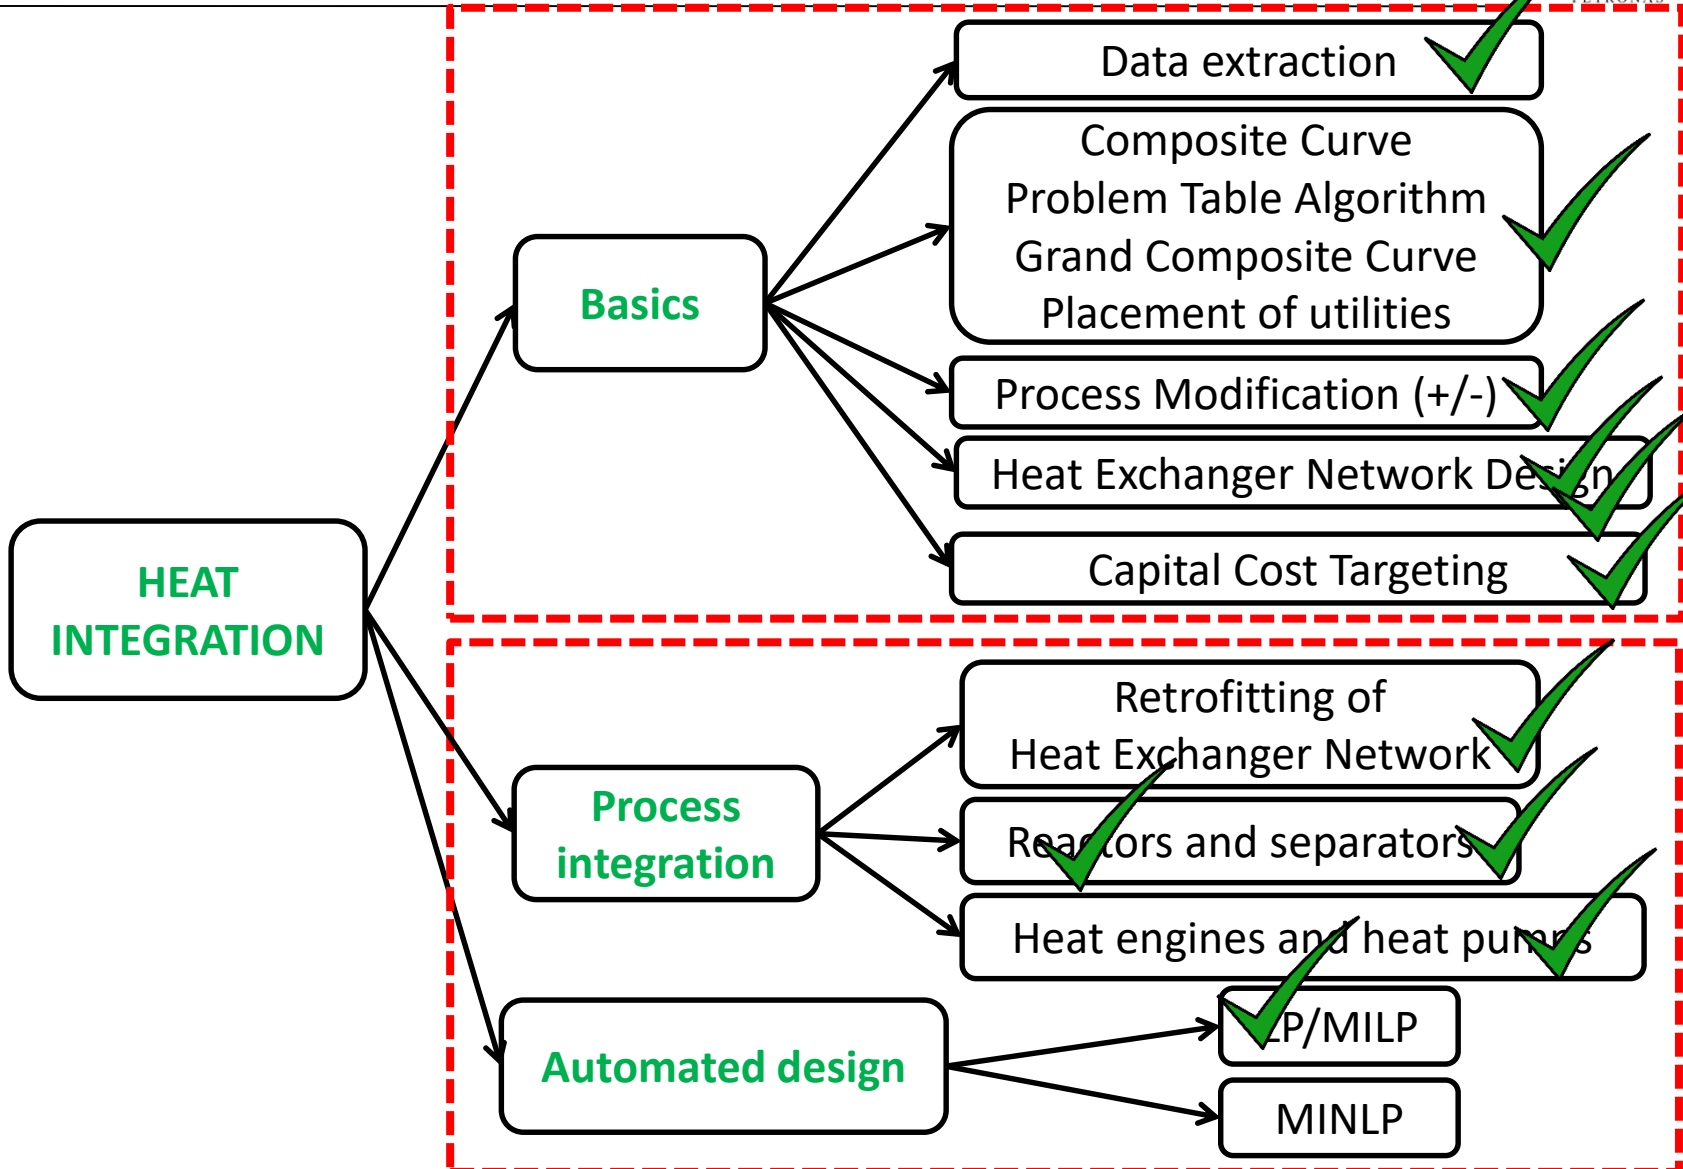 PETRONAS
Data extraction
Composite Curve
Problem Table Algorithm
Grand Composite Curve
Placement of utilities
Basics
Process Modification (+/-)
Heat Exchanger Network Design
Capital Cost Targeting
HEAT
INTEGRATION
Retrofitting of
Heat Exchanger Network
Process
integration
Reactors and separators
Heat engines and heat pumps
Automated design
LP/MILP
MINLP